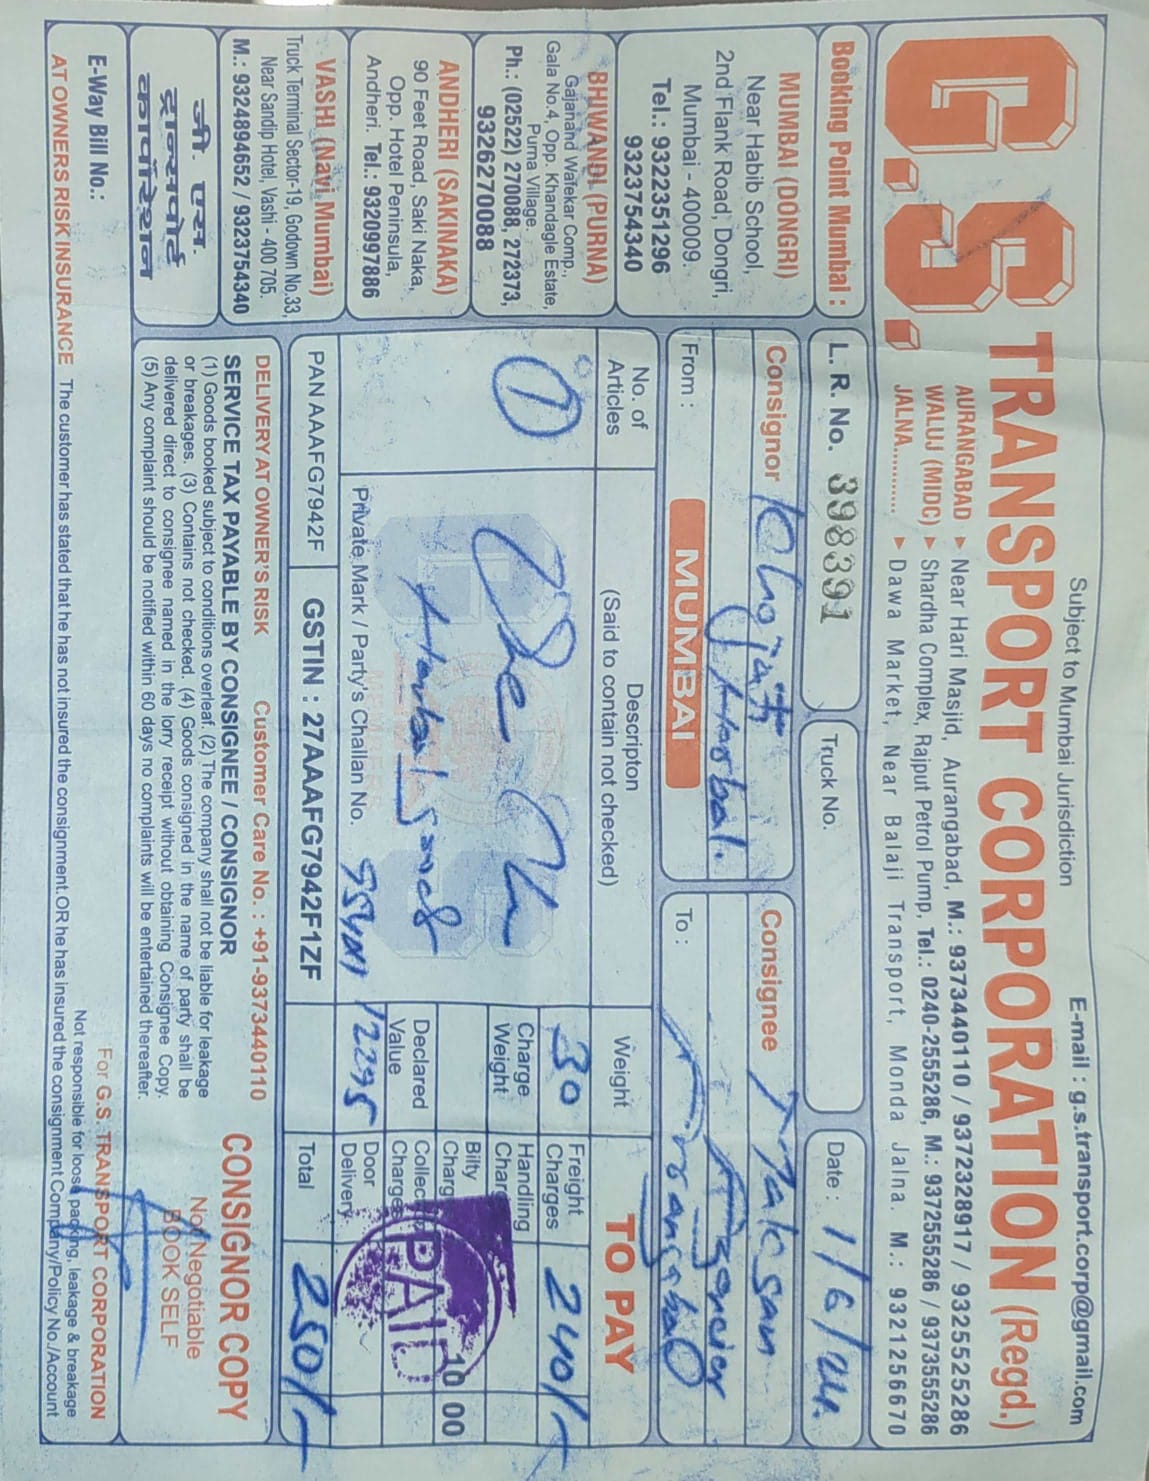 Subject to Mumbai Jurisdiction
E-mail : g.s.transport.corp@gmail.com
G.S. TRANSPORT CORPORATION (Regd.)
AURANGABAD ▸ Near Hari Masjid, Aurangabad, M.: 9373440110 / 9372328917 / 9325525286
WALUJ (MIDC) ▸ Shardha Complex, Rajput Petrol Pump, Tel.: 0240-2555286, M.: 9372555286 / 9373555286
JALNA........... ▸ Dawa Market, Near Balaji Transport, Monda Jalna. M.: 9321256670
Booking Point Mumbai :
L. R. No. 398391
Truck No.
Date : 1/6/24.
MUMBAI (DONGRI)
Near Habib School,
2nd Flank Road, Dongri,
Mumbai - 400009.
Tel.: 9322351296
9323754340
BHIWANDI (PURNA)
Gajanand Watekar Comp.,
Gala No.4, Opp. Khandagle Estate,
Purna Village.
Ph.: (02522) 270088, 272373,
9326270088
ANDHERI (SAKINAKA)
90 Feet Road, Saki Naka,
Opp. Hotel Peninsula,
Andheri. Tel.: 9320997886
VASHI (Navi Mumbai)
Truck Terminal Sector-19, Godown No.33,
Near Sandip Hotel, Vashi - 400 705.
M.: 9324894652 / 9323754340
जी. एस.
ट्रान्सपोर्ट
कार्पोरेशन
Consignor
Herbal.
Consignee
From : MUMBAI
To :
No. of
Articles
Descripton
(Said to contain not checked)
Weight
TO PAY
1
One
Herbal
30
Charge
Weight
Declared
Value
Freight
Charges 240/-
Handling
Bilty
10 00
Collec
Charges
Door
Delivery
PAID
Private Mark / Party's Challan No.
12295
PAN AAAFG7942F
GSTIN : 27AAAFG7942F1ZF
Total 250/-
DELIVERY AT OWNER'S RISK
Customer Care No. : +91-9373440110
SERVICE TAX PAYABLE BY CONSIGNEE / CONSIGNOR
(1) Goods booked subject to conditions overleaf. (2) The company shall not be liable for leakage
or breakages. (3) Contains not checked. (4) Goods consigned in the name of party shall be
delivered direct to consignee named in the lorry receipt without obtaining Consignee Copy.
(5) Any complaint should be notified within 60 days no complaints will be entertained thereafter.
CONSIGNOR COPY
Not Negotiable
BOOK SELF
For G.S. TRANSPORT CORPORATION
E-Way Bill No.:
Not responsible for loose packing, leakage & breakage
AT OWNERS RISK INSURANCE The customer has stated that he has not insured the consignment.OR he has insured the consignment Company/Policy No./Account